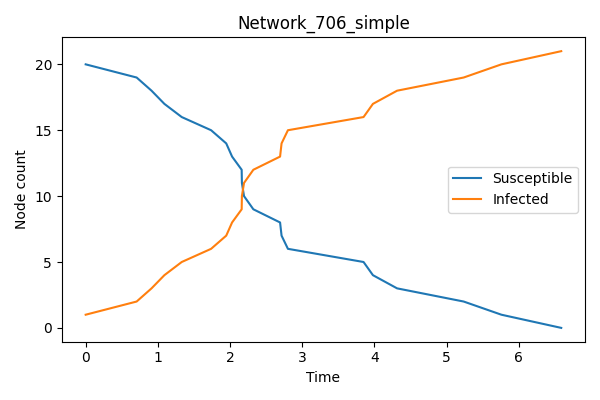 Network_706_simple
Node count
20
15
10
5
0
Susceptible
Infected
0 1 2 3 4 5 6
Time